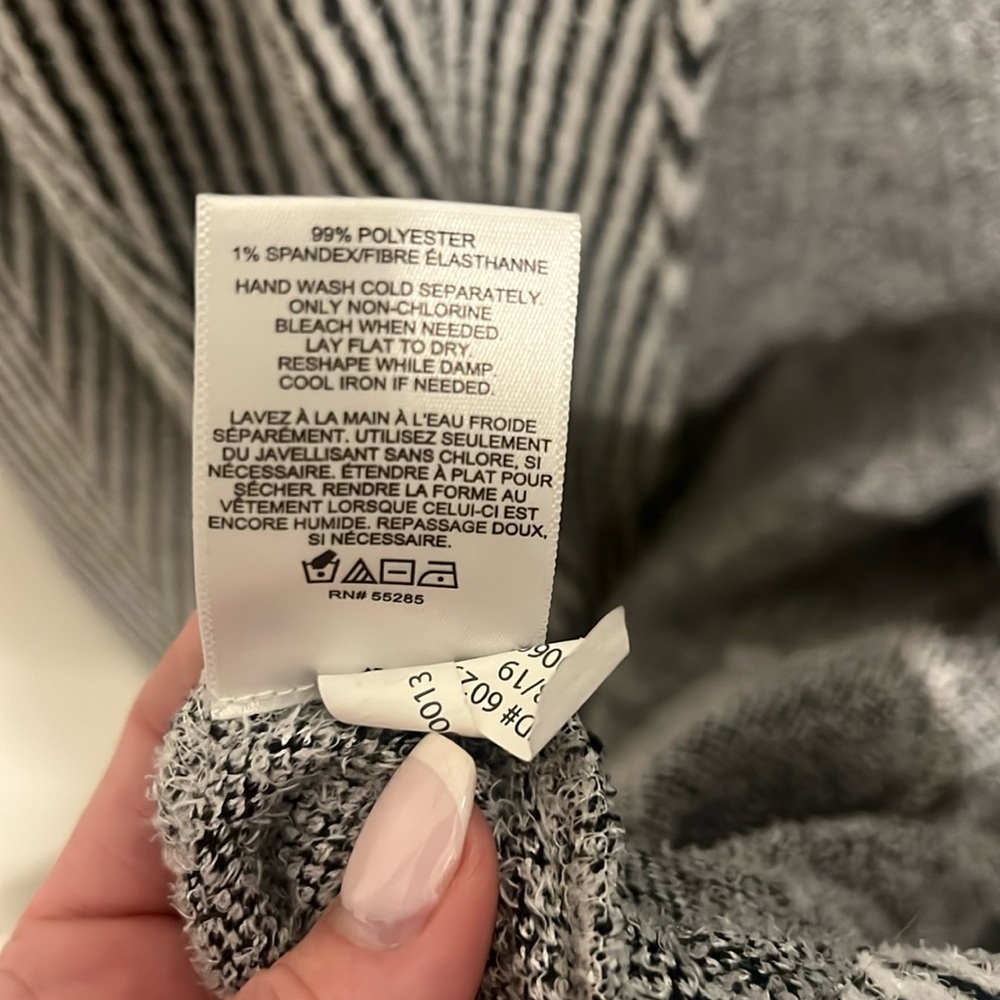 99% POLYESTER
1% SPANDEX/FIBRE ÉLASTHANNE
HAND WASH COLD SEPARATELY.
ONLY NON-CHLORINE
BLEACH WHEN NEEDED.
LAY FLAT TO DRY.
RESHAPE WHILE DAMP.
COOL IRON IF NEEDED.
LAVEZ À LA MAIN À L'EAU FROIDE
SÉPARÉMENT. UTILISEZ SEULEMENT
DU JAVELLISANT SANS CHLORE, SI
NÉCESSAIRE. ÉTENDRE À PLAT POUR
SÉCHER. RENDRE LA FORME AU
VÊTEMENT LORSQUE CELUI-CI EST
ENCORE HUMIDE. REPASSAGE DOUX,
SI NÉCESSAIRE.
RN# 55285
0013